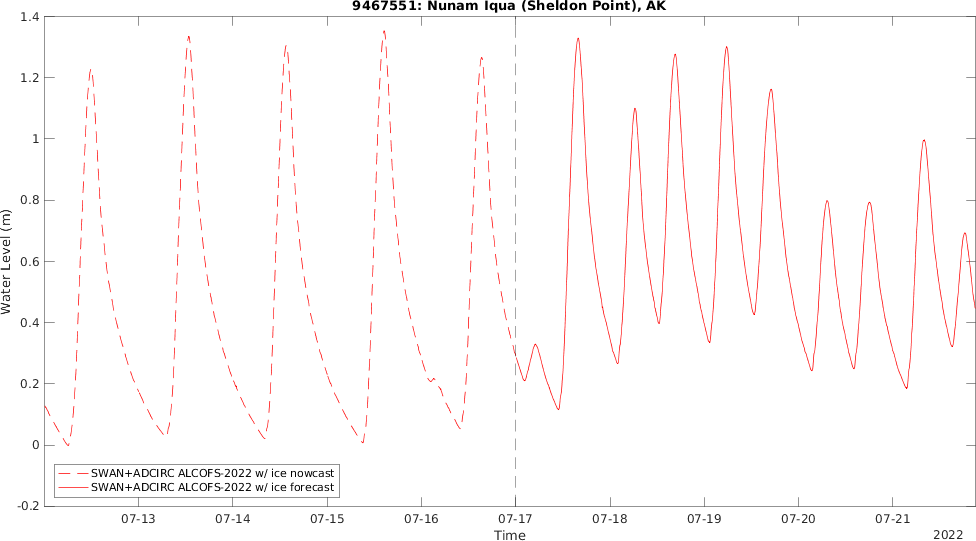 9467551: Nunam Iqua (Sheldon Point), AK
1.4
1.2
1
0.8
0.6
0.4
0.2
0
-0.2
Water Level (m)
SWAN+ADCIRC ALCOFS-2022 w/ ice nowcast
SWAN+ADCIRC ALCOFS-2022 w/ ice forecast
07-13 07-14 07-15 07-16 07-17 07-18 07-19 07-20 07-21
Time
2022